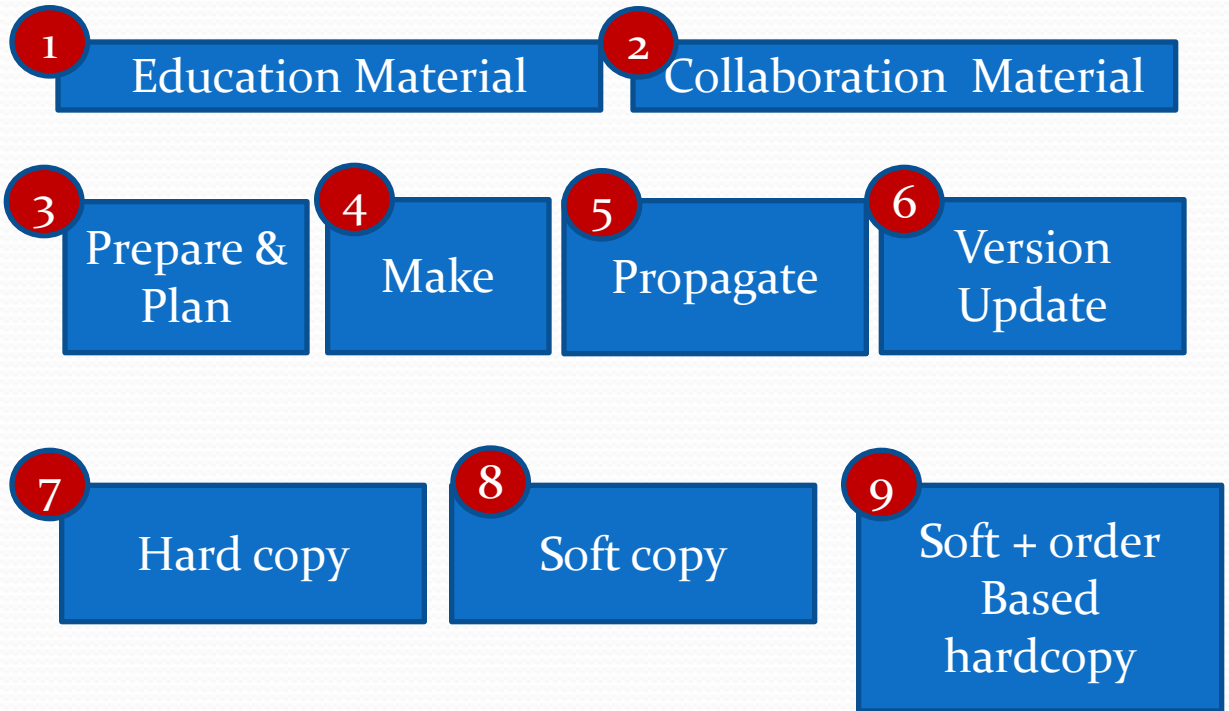 1
Education Material
2
Collaboration Material
3
Prepare &
Plan
4
Make
5
Propagate
6
Version
Update
7
Hard copy
8
Soft copy
9
Soft + order
Based
hardcopy